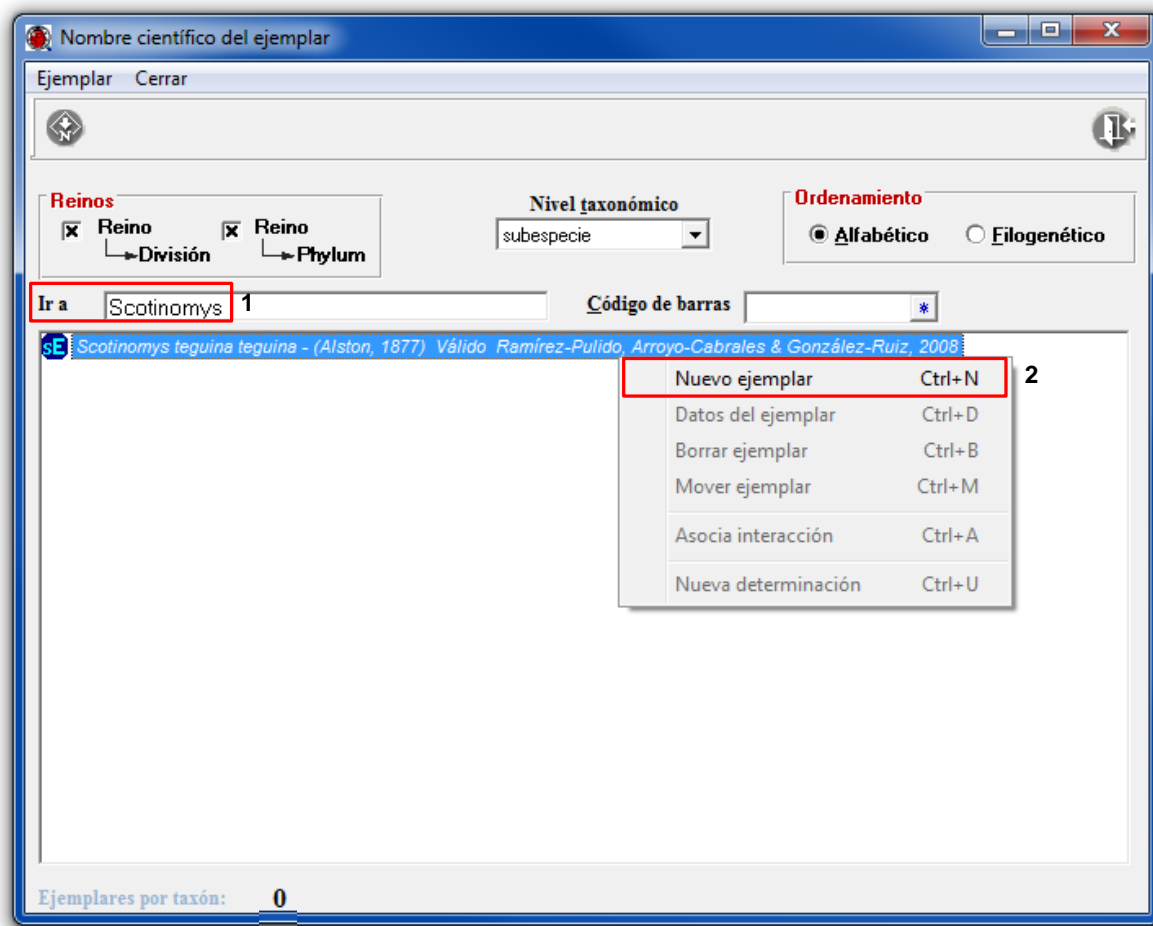 Nombre científico del ejemplar
Ejemplar Cerrar
N
Reinos
Reino
División
Reino
Phylum
Nivel taxonómico
subespecie
Ordenamiento
Alfabético Filogenético
Ir a Scotinomys 1 Código de barras *
sE Scotinomys teguina teguina - (Alston, 1877) Válido Ramírez-Pulido, Arroyo-Cabrales & González-Ruiz, 2008
Nuevo ejemplar Ctrl+N 2
Datos del ejemplar Ctrl+D
Borrar ejemplar Ctrl+B
Mover ejemplar Ctrl+M
Asocia interacción Ctrl+A
Nueva determinación Ctrl+U
Ejemplares por taxón: 0